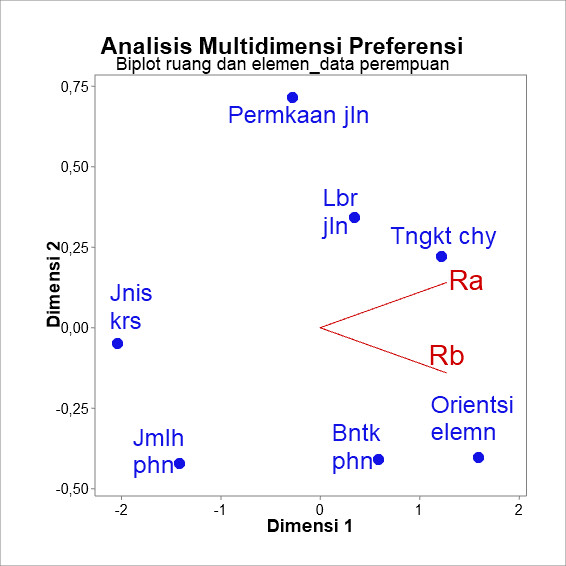 Analisis Multidimensi Preferensi
Biplot ruang dan elemen_data perempuan
0,75
Permkaan jln
0,50
Lbr
jln
Tngkt chy
0,25
Ra
Jnis
krs
0,00
Rb
-0,25
Orientsi
elemn
Jmlh
phn
Bntk
phn
-0,50
Dimensi 2
-2
-1
0
1
2
Dimensi 1